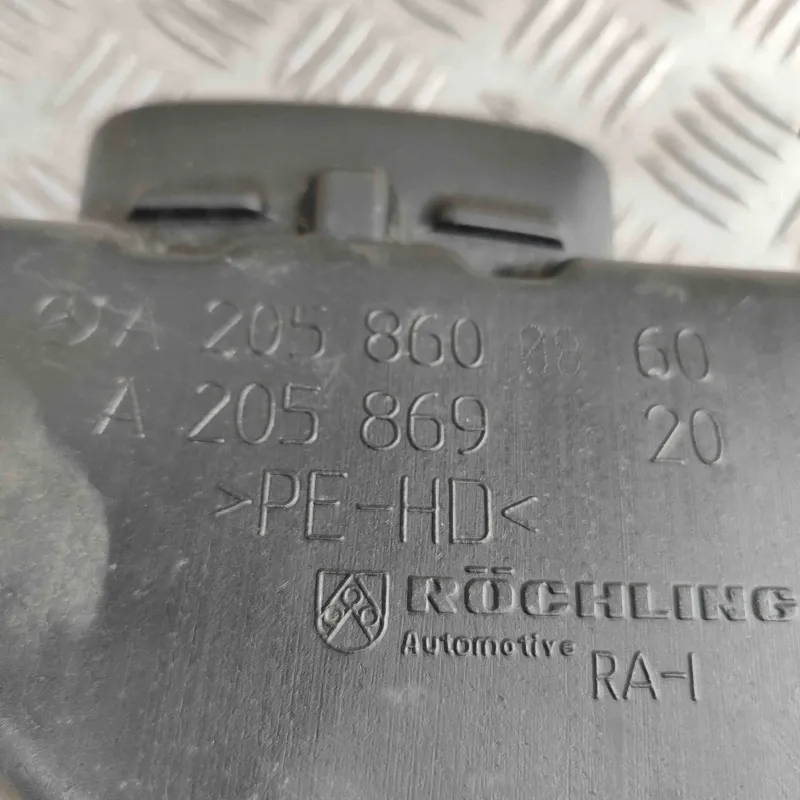 A 205 860 08 60
A 205 869 20
>PE-HD<
RÖCHLING
Automotive
RA-I